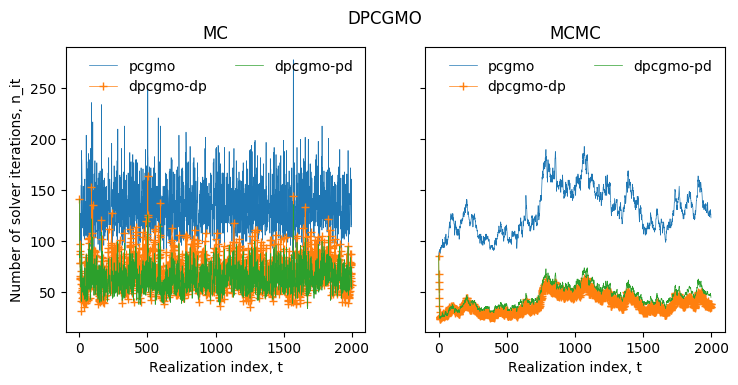 DPCGMO
MC
MCMC
Number of solver iterations, n_it
250
200
150
100
50
pcgmo
dpcgmo-dp
dpcgmo-pd
0
500
1000
1500
2000
Realization index, t
pcgmo
dpcgmo-dp
dpcgmo-pd
0
500
1000
1500
2000
Realization index, t